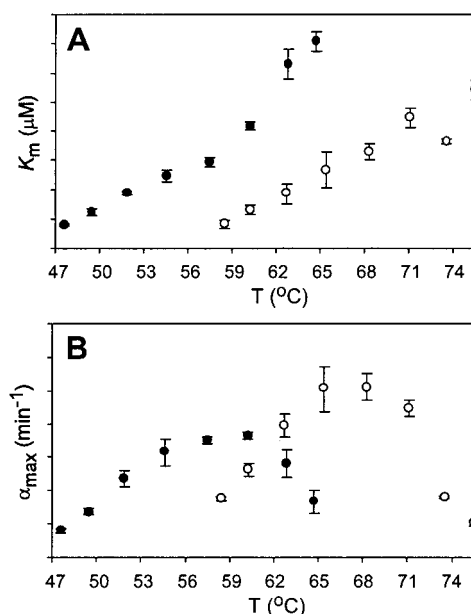 A
K_m (μM)
47 50 53 56 59 62 65 68 71 74
T (°C)
B
α_max (min⁻¹)
47 50 53 56 59 62 65 68 71 74
T (°C)